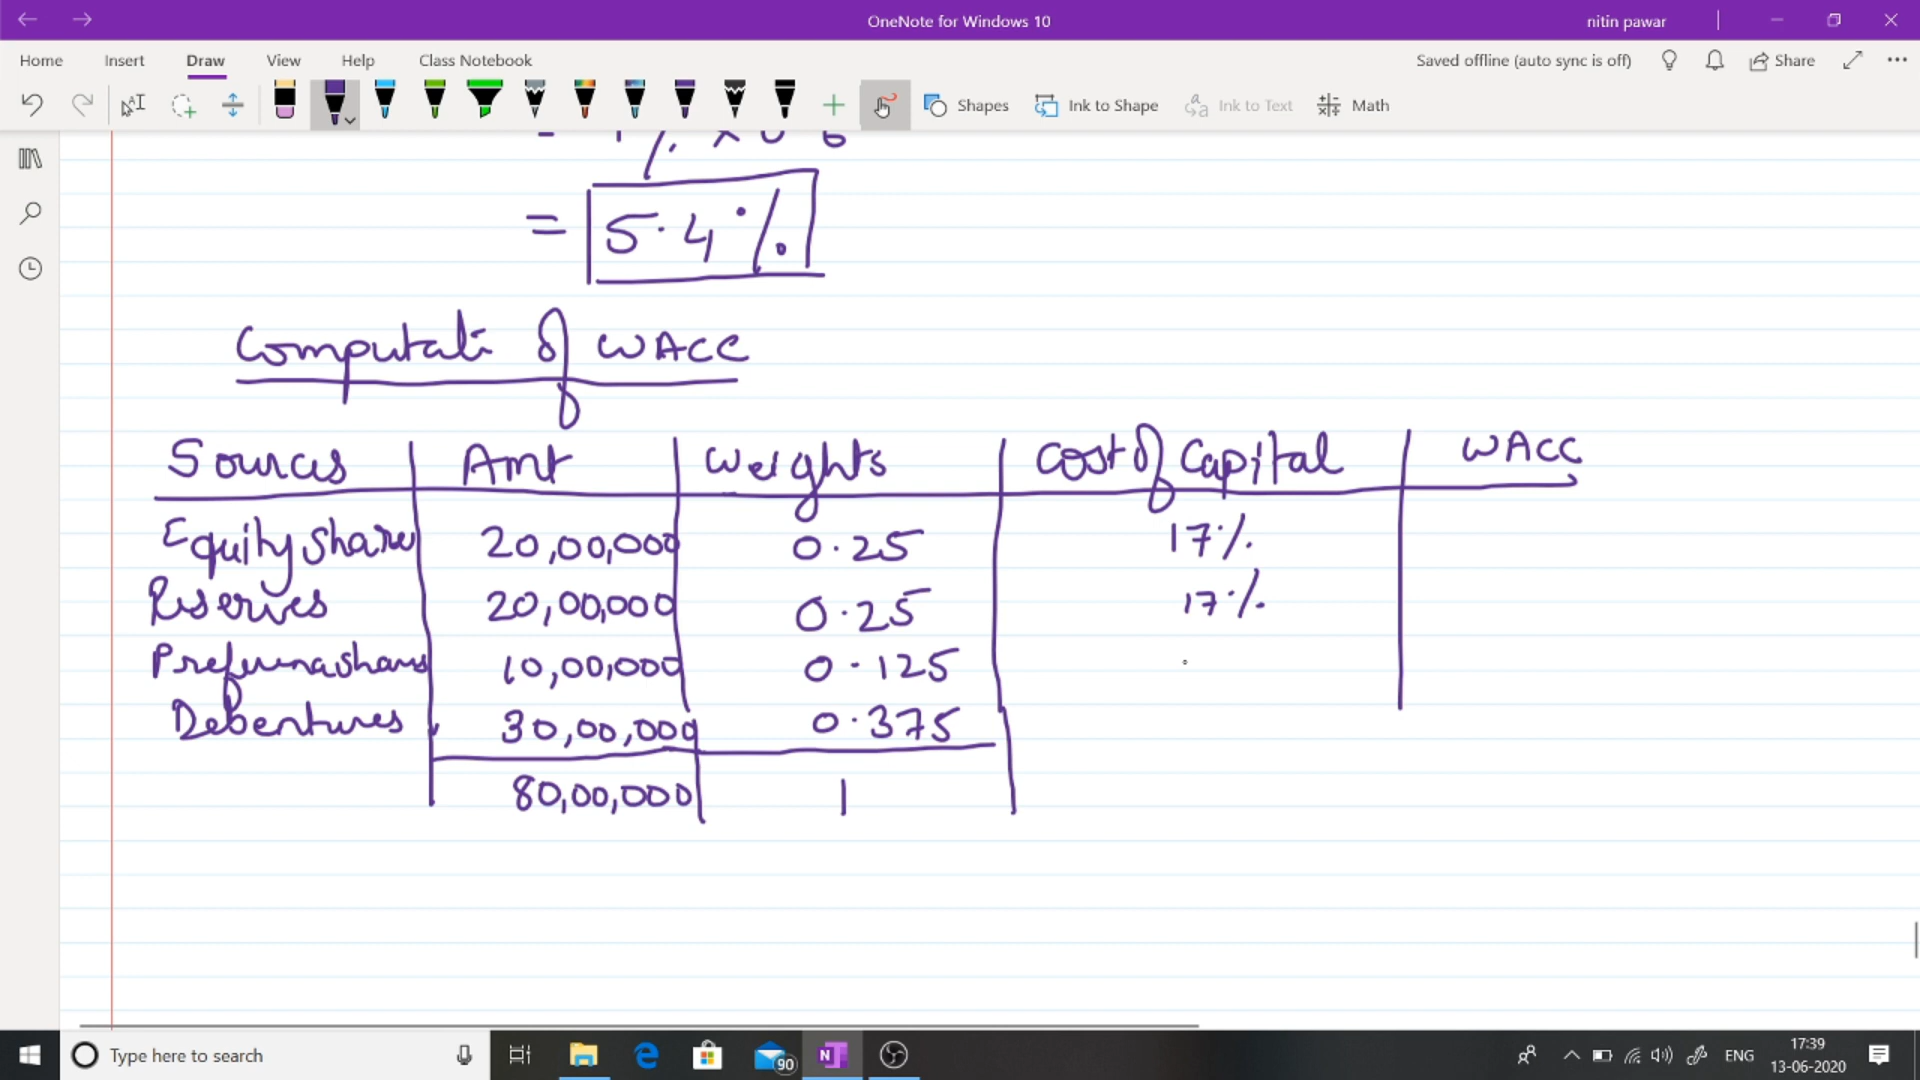 OneNote for Windows 10
nitin pawar
Home Insert Draw View Help Class Notebook
Saved offline (auto sync is off) Share
Shapes Ink to Shape Ink to Text Math
= 5.4%
Computati of WACC
Sources Amt Weights Cost of Capital WACC
Equity share 20,00,000 0.25 17%
Reserves 20,00,000 0.25 17%
10,00,000 0.125
Debentures 30,00,000 0.375
80,00,000 1
Type here to search
90
ENG
17:39
13-06-2020